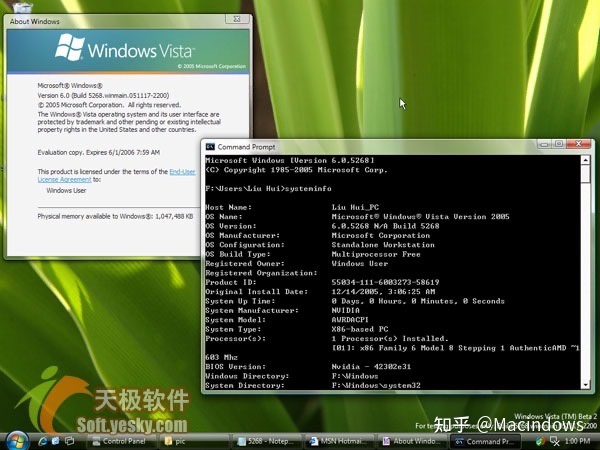 About Windows
Windows Vista™
© 2005 Microsoft Corporation
Microsoft® Windows®
Version 6.0 (Build 5268.winmain.051117-2200)
© 2005 Microsoft Corporation. All rights reserved.
The Windows Vista operating system and its user interface are
protected by trademark and other pending or existing intellectual
property rights in the United States and other countries.
Evaluation copy. Expires 6/1/2006 7:59 AM
This product is licensed under the terms of the End-User
License Agreement to:
Windows User
Physical memory available to Windows®: 1,047,488 KB
Command Prompt
Microsoft Windows [Version 6.0.5268]
(C) Copyright 1985-2005 Microsoft Corp.
F:\Users\Liu Hui>systeminfo
Host Name: Liu Hui_PC
OS Name: Microsoft® Windows® Vista Version 2005
OS Version: 6.0.5268 N/A Build 5268
OS Manufacturer: Microsoft Corporation
OS Configuration: Standalone Workstation
OS Build Type: Multiprocessor Free
Registered Owner: Windows User
Registered Organization:
Product ID: 55034-111-6003273-58619
Original Install Date: 12/14/2005, 3:06:25 AM
System Up Time: 0 Days, 0 Hours, 0 Minutes, 0 Seconds
System Manufacturer: NVIDIA
System Model: AWRDACPI
System Type: X86-based PC
Processor(s): 1 Processor(s) Installed.
[01]: x86 Family 6 Model 8 Stepping 1 AuthenticAMD ~1
603 Mhz
BIOS Version: Nvidia - 42302e31
Windows Directory: F:\Windows
System Directory: F:\Windows\system32
天极软件
Soft.yesky.com
Windows Vista (TM) Beta 2
For test
2200
知乎 @Macindows
Control Panel
pic
5268 - Notep...
MSN Hotmai...
About Window...
Command Pr...
1:00 PM